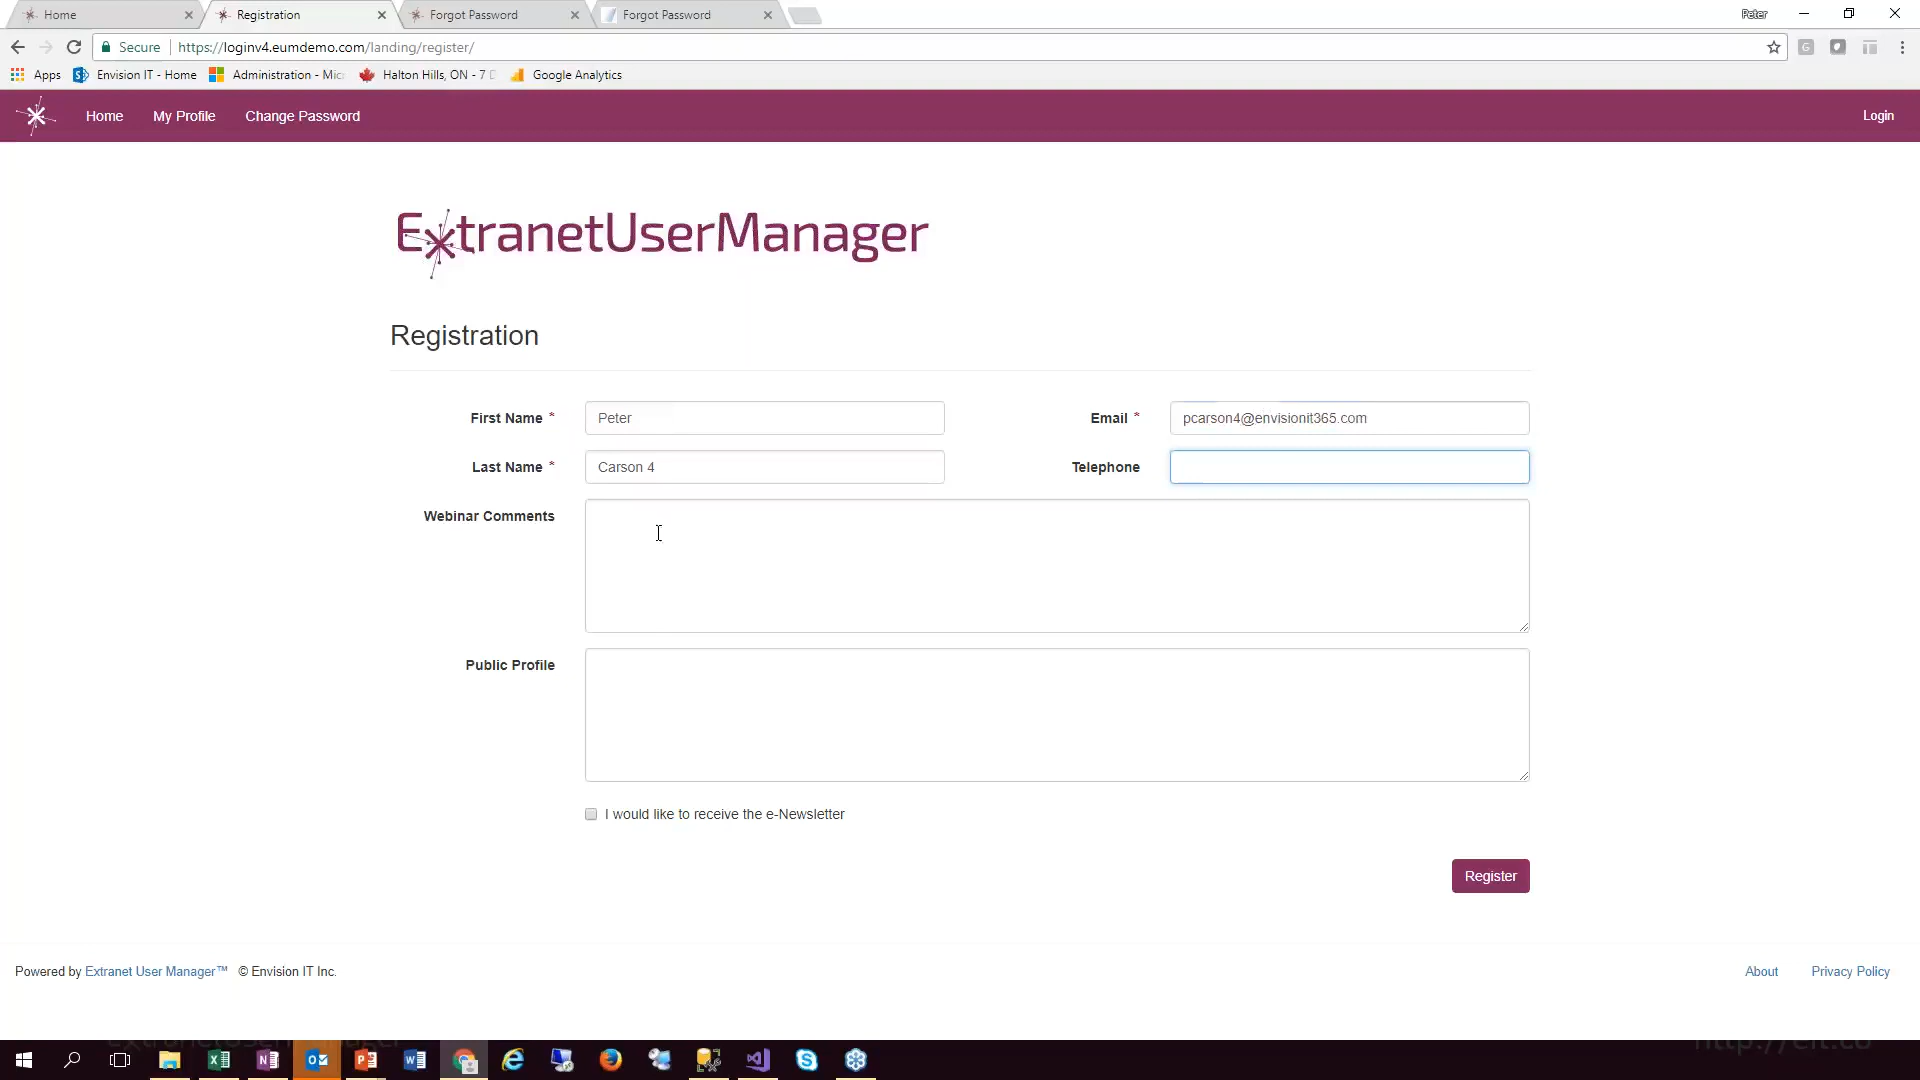 Home
Registration
Forgot Password
Forgot Password
Peter
Secure
https://loginv4.eumdemo.com/landing/register/
Apps
Envision IT - Home
Administration - Mic
Halton Hills, ON - 7 D
Google Analytics
Home
My Profile
Change Password
Login
ExtranetUserManager
Registration
First Name *
Peter
Email *
pcarson4@envisionit365.com
Last Name *
Carson 4
Telephone
Webinar Comments
Public Profile
I would like to receive the e-Newsletter
Register
Powered by Extranet User Manager™ © Envision IT Inc.
About
Privacy Policy